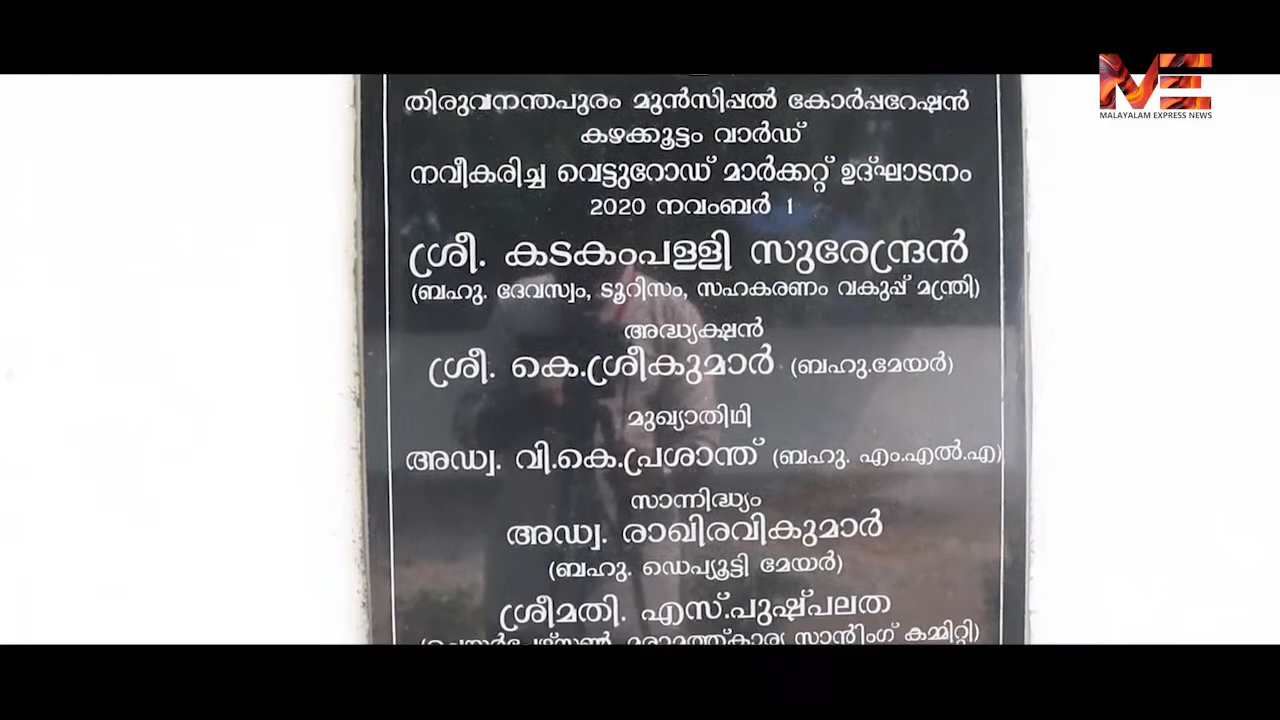 തിരുവനന്തപുരം മൂൻസിപ്പൽ കോർപ്പറേഷൻ
കഴക്കൂട്ടം വാർഡ്
നവീകരിച്ച വെട്ടുറോഡ് മാർക്കറ്റ് ഉദ്ഘാടനം
2020 നവംബർ 1
ശ്രീ. കടകംപള്ളി സുരേന്ദ്രൻ
(ബഹു. ദേവസ്വം, ടൂറിസം, സഹകരണം വകുപ്പ് മന്ത്രി)
അദ്ധ്യക്ഷൻ
ശ്രീ. കെ.ശ്രീകുമാർ (ബഹു.മേയർ)
മുഖ്യാതിഥി
അഡ്വ. വി.കെ.പ്രശാന്ത് (ബഹു. എം.എൽ.എ)
സാന്നിദ്ധ്യം
അഡ്വ. രാഖിരവികുമാർ
(ബഹു. ഡെപ്യൂട്ടി മേയർ)
ശ്രീമതി. എസ്.പുഷ്പലത
കമ്മിറ്റി)
ME
MALAYALAM EXPRESS NEWS